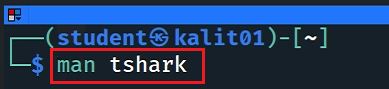 ┌──(student㉿kalit01)-[~]
└─$ man tshark